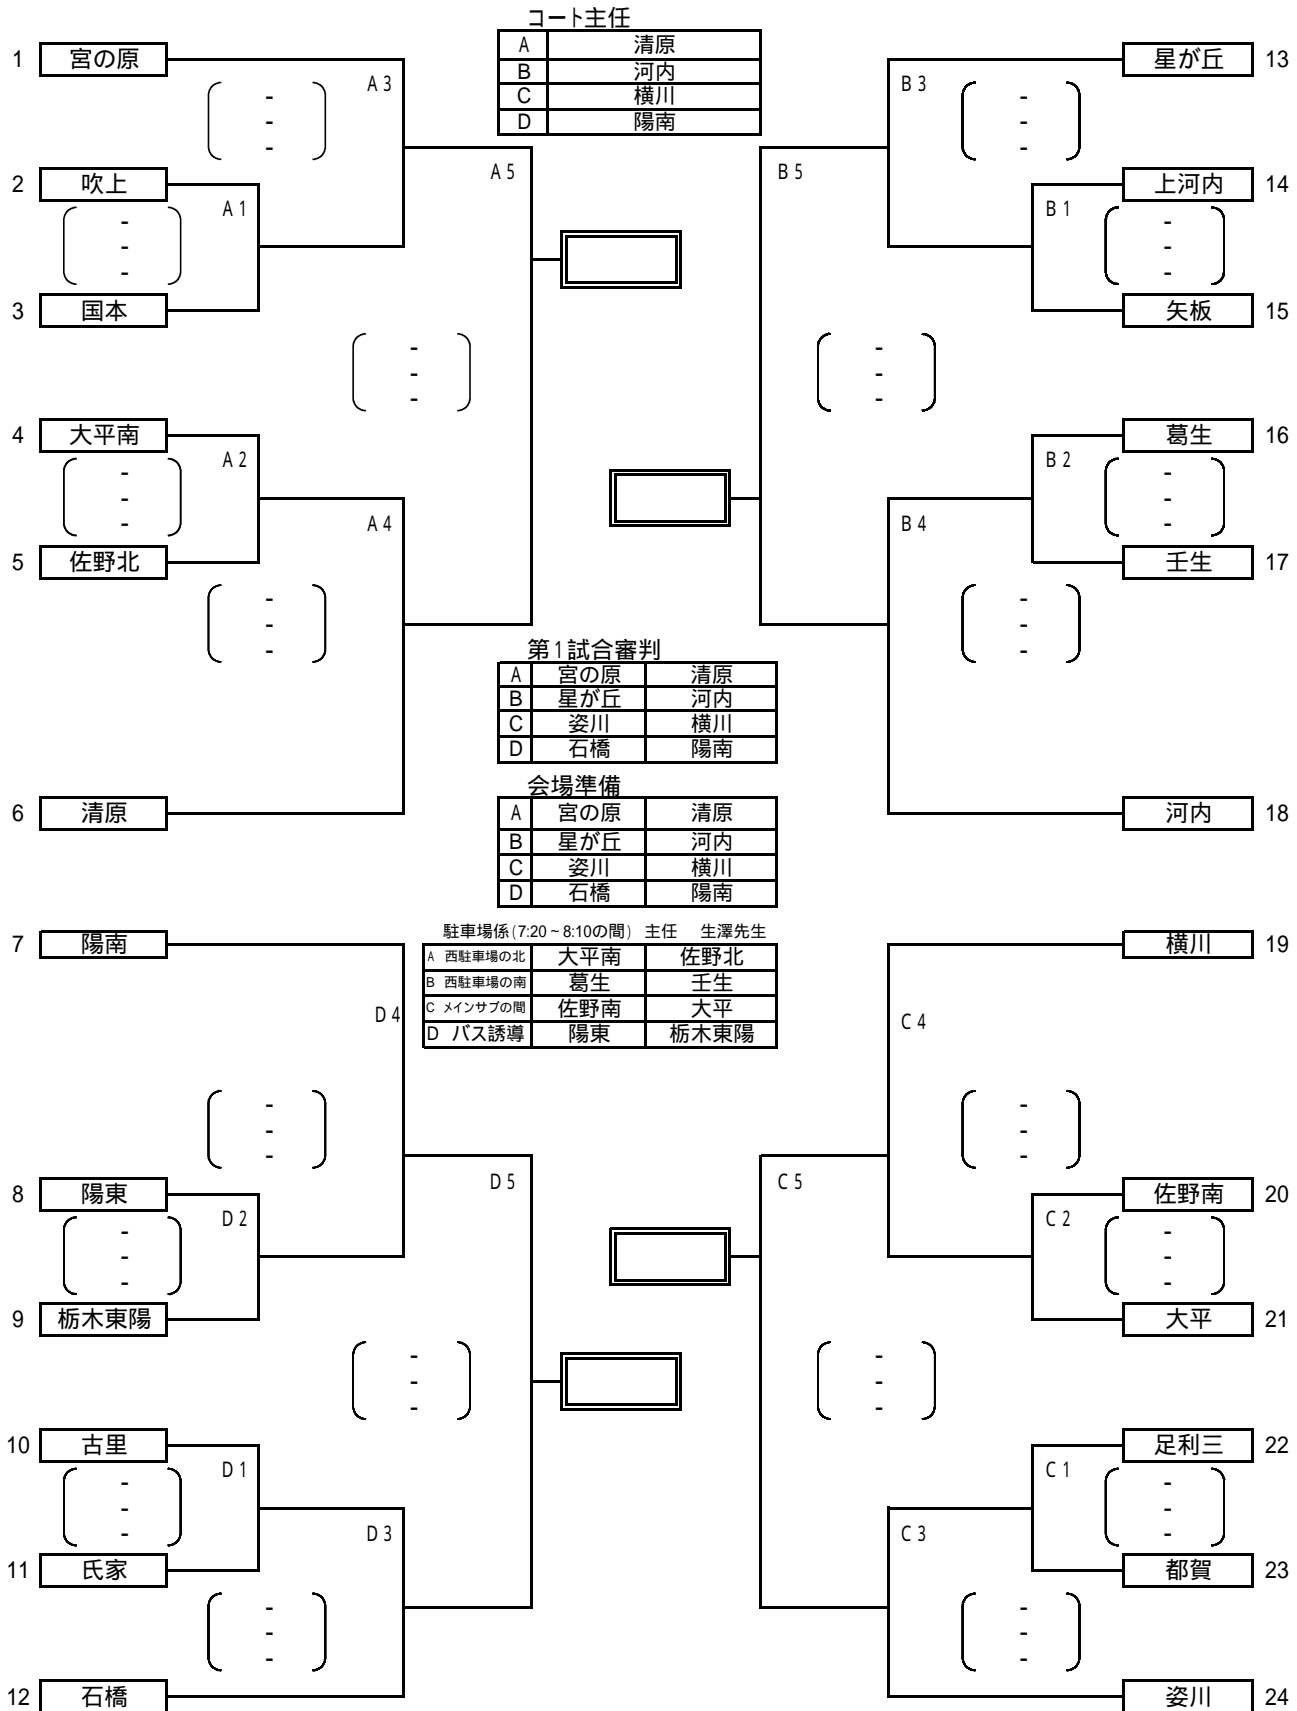 コート主任
A 清原
B 河内
C 横川
D 陽南
1 宮の原
A3
- - -
2 吹上
A1
- - -
3 国本
A5
- - -
4 大平南
A2
- - -
5 佐野北
A4
- - -
6 清原
13 星が丘
B3
- - -
14 上河内
B1
- - -
15 矢板
B5
- - -
16 葛生
B2
- - -
17 壬生
B4
- - -
18 河内
第1試合審判
A 宮の原 清原
B 星が丘 河内
C 姿川 横川
D 石橋 陽南
会場準備
A 宮の原 清原
B 星が丘 河内
C 姿川 横川
D 石橋 陽南
駐車場係(7:20~8:10の間) 主任 生澤先生
A 西駐車場の北 大平南 佐野北
B 西駐車場の南 葛生 壬生
C メインサブの間 佐野南 大平
D バス誘導 陽東 栃木東陽
7 陽南
D4
- - -
8 陽東
D2
- - -
9 栃木東陽
D5
- - -
10 古里
D1
- - -
11 氏家
D3
- - -
12 石橋
19 横川
C4
- - -
20 佐野南
C2
- - -
21 大平
C5
- - -
22 足利三
C1
- - -
23 都賀
C3
- - -
24 姿川